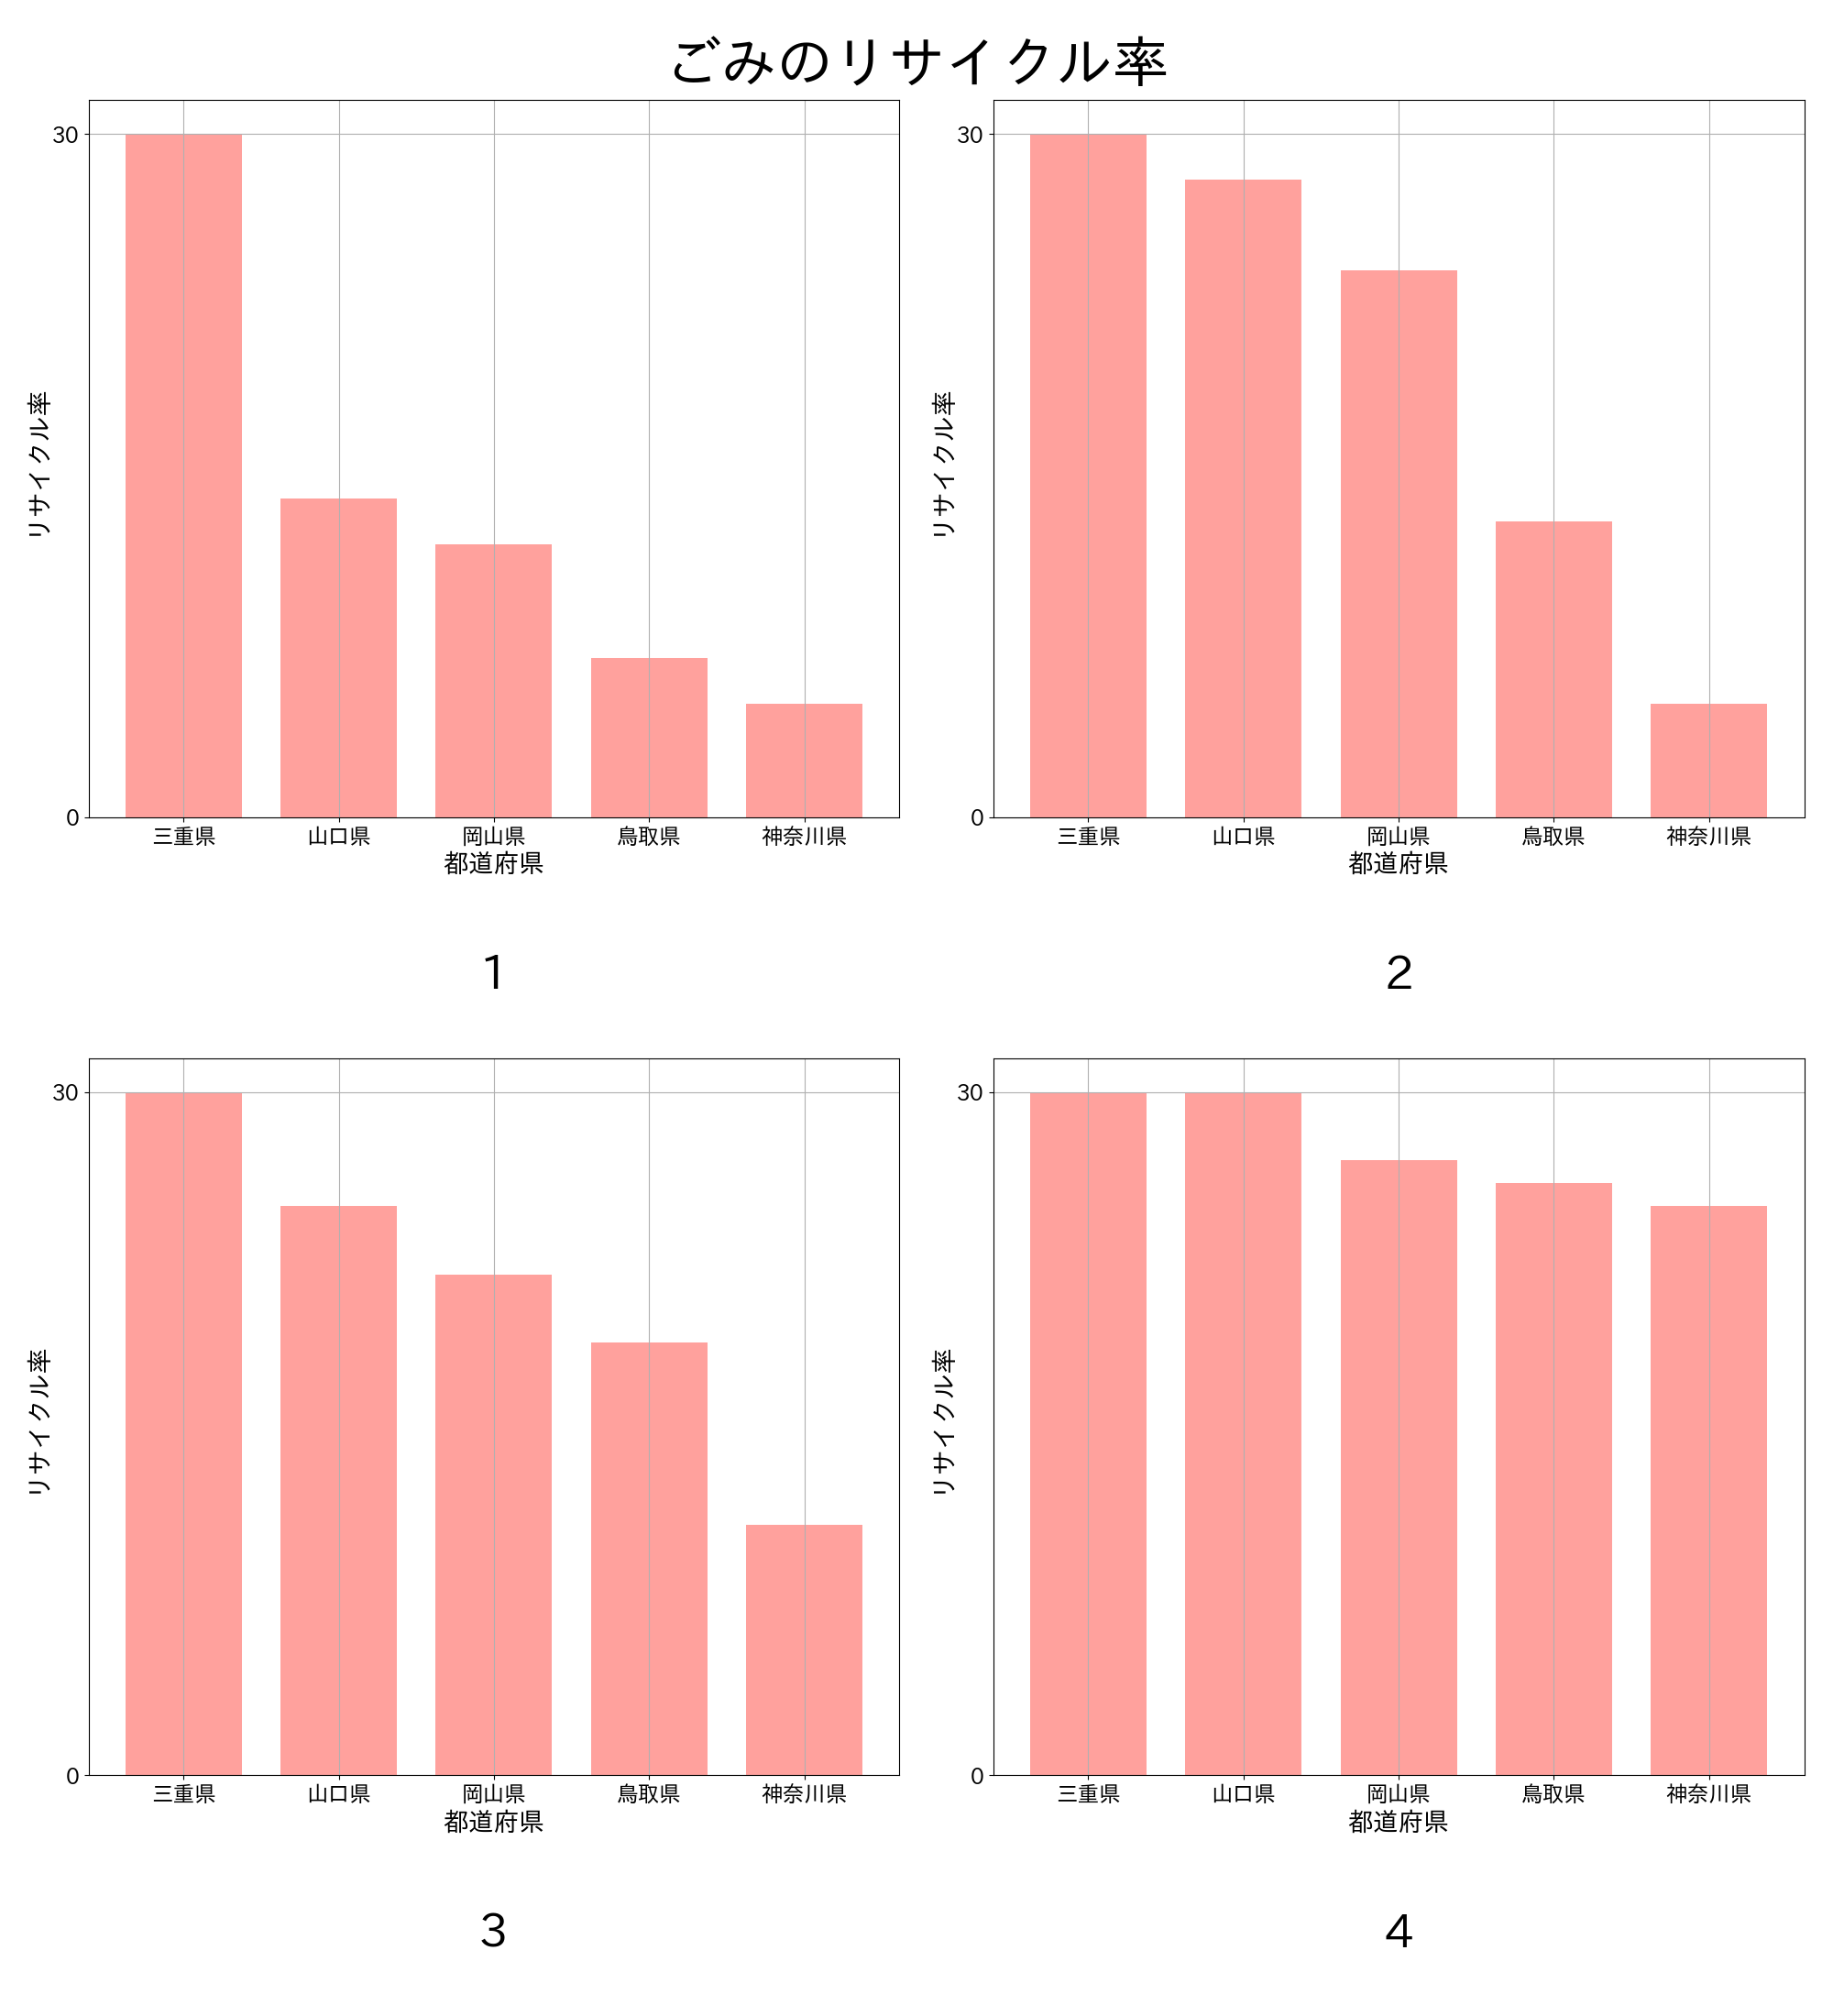 ごみのリサイクル率
30
0
リサイクル率
三重県 山口県 岡山県 鳥取県 神奈川県
都道府県
1
30
0
リサイクル率
三重県 山口県 岡山県 鳥取県 神奈川県
都道府県
2
30
0
リサイクル率
三重県 山口県 岡山県 鳥取県 神奈川県
都道府県
3
30
0
リサイクル率
三重県 山口県 岡山県 鳥取県 神奈川県
都道府県
4